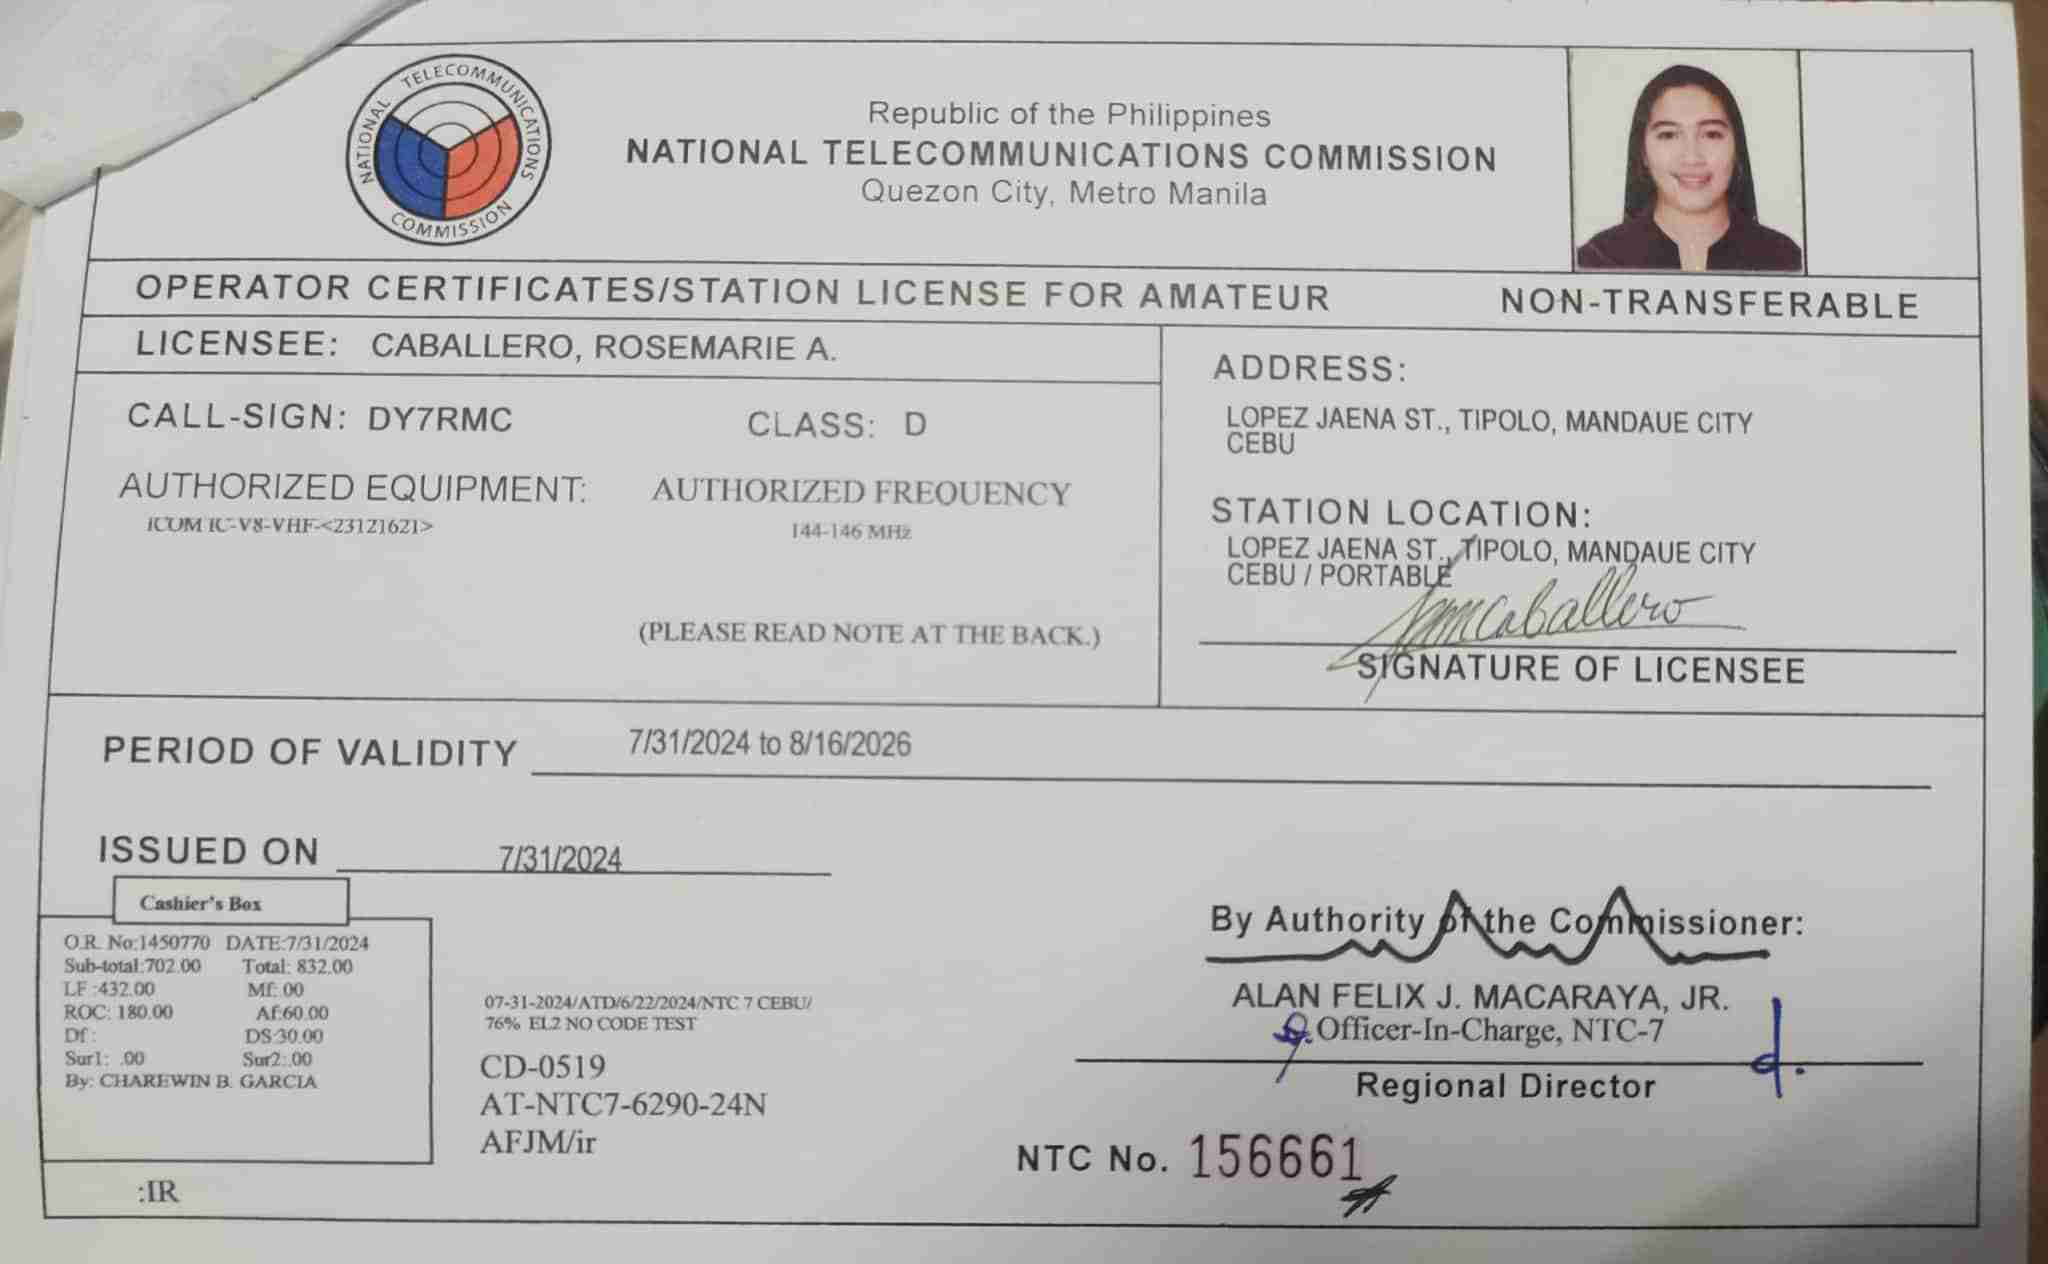 NATIONAL TELECOMMUNICATIONS COMMISSION
Republic of the Philippines
NATIONAL TELECOMMUNICATIONS COMMISSION
Quezon City, Metro Manila
OPERATOR CERTIFICATES/STATION LICENSE FOR AMATEUR NON-TRANSFERABLE
LICENSEE: CABALLERO, ROSEMARIE A.
CALL-SIGN: DY7RMC CLASS: D
AUTHORIZED EQUIPMENT: AUTHORIZED FREQUENCY
ICOM IC-V8-VHF-<23121621> 144-146 MHz
(PLEASE READ NOTE AT THE BACK.)
ADDRESS:
LOPEZ JAENA ST., TIPOLO, MANDAUE CITY
CEBU
STATION LOCATION:
LOPEZ JAENA ST., TIPOLO, MANDAUE CITY
CEBU / PORTABLE
SIGNATURE OF LICENSEE
PERIOD OF VALIDITY 7/31/2024 to 8/16/2026
ISSUED ON 7/31/2024
Cashier's Box
O.R. No:1450770 DATE:7/31/2024
Sub-total:702.00 Total: 832.00
LF :432.00 Mf: 00
ROC: 180.00 Af:60.00
Df : DS:30.00
Sur1: .00 Sur2:.00
By: CHAREWIN B. GARCIA
:IR
07-31-2024/ATD/6/22/2024/NTC 7 CEBU/
76% EL2 NO CODE TEST
CD-0519
AT-NTC7-6290-24N
AFJM/ir
By Authority of the Commissioner:
ALAN FELIX J. MACARAYA, JR.
Officer-In-Charge, NTC-7
Regional Director
NTC No. 156661